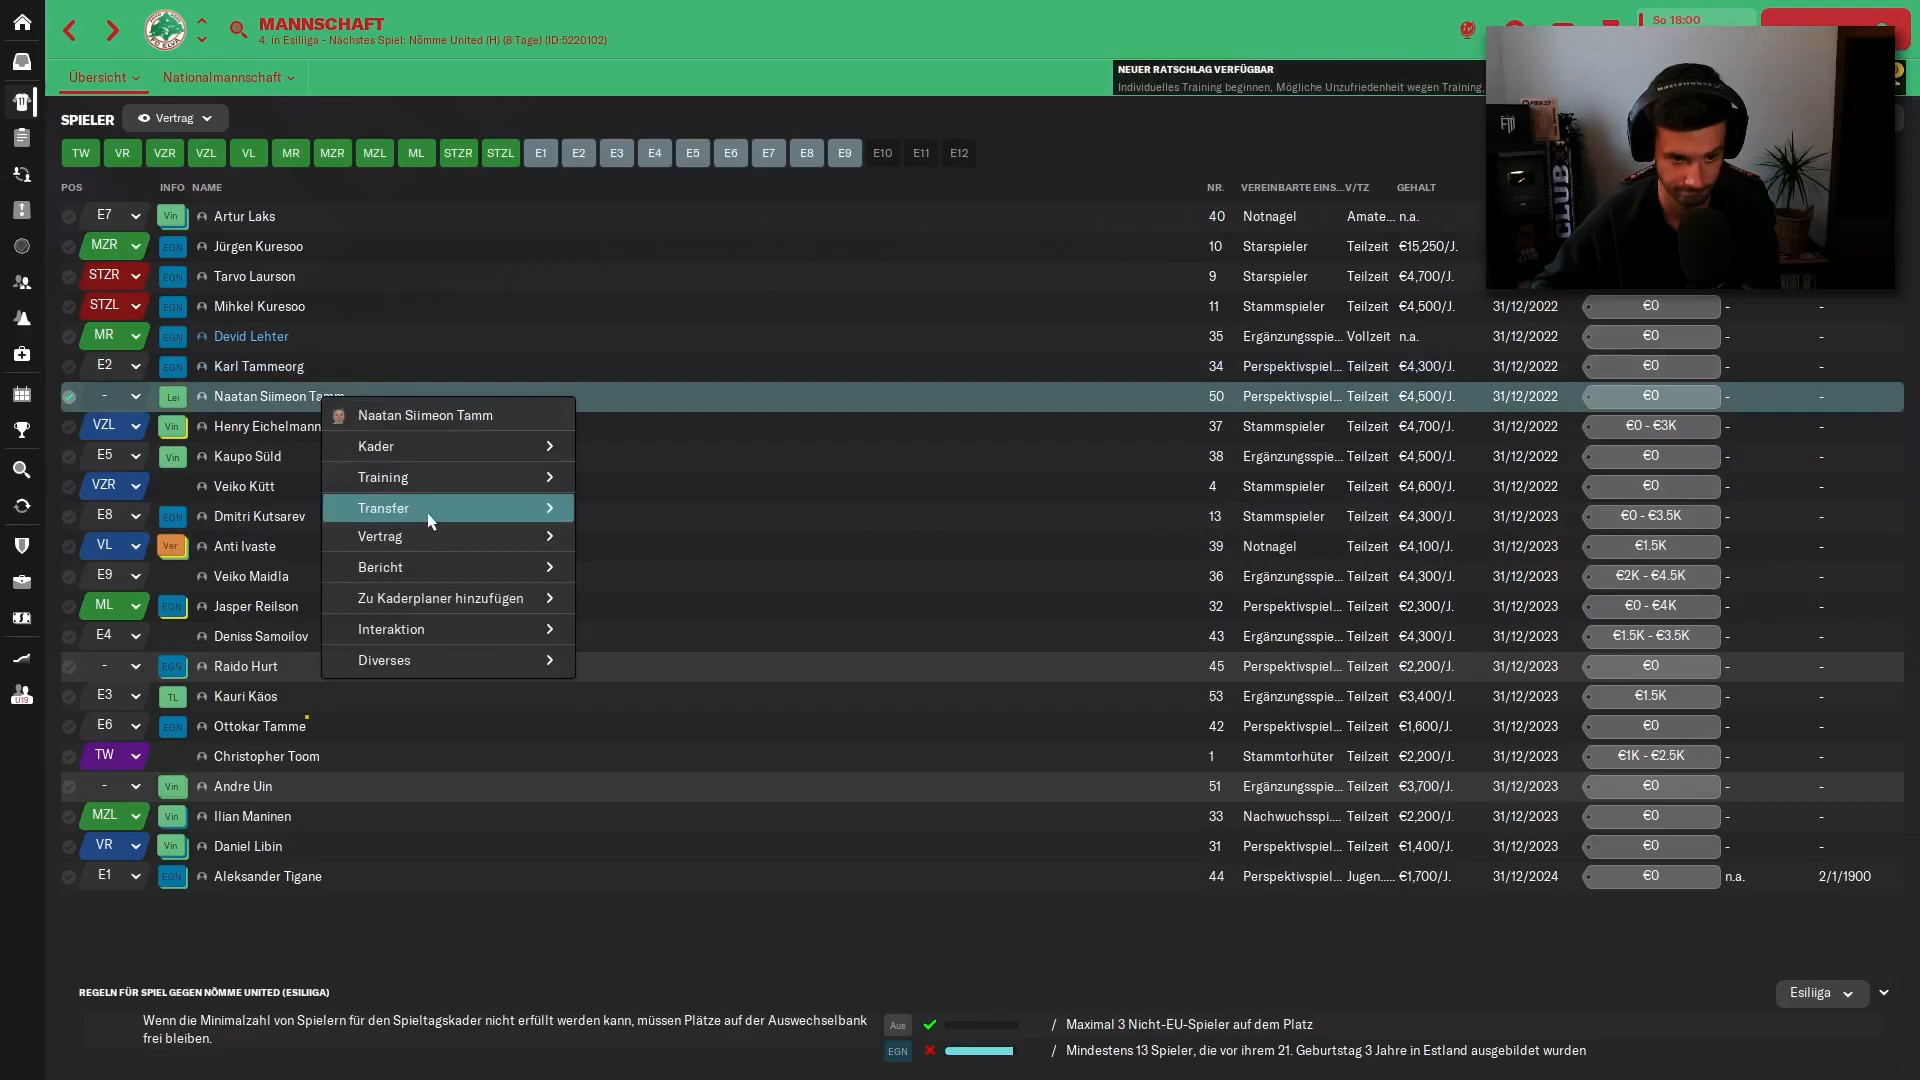 MANNSCHAFT
4. in Esiliiga - Nächstes Spiel: Nõmme United (H) (8 Tage) (ID:5220102)
So 18:00
Übersicht
Nationalmannschaft
NEUER RATSCHLAG VERFÜGBAR
Individuelles Training beginnen, Mögliche Unzufriedenheit wegen Training,
SPIELER Vertrag
TW VR VZR VZL VL MR MZR MZL ML STZR STZL E1 E2 E3 E4 E5 E6 E7 E8 E9 E10 E11 E12
POS INFO NAME NR. VEREINBARTE EINS... V/TZ GEHALT
E7 Vin Artur Laks 40 Notnagel Amate... n.a.
MZR EGN Jürgen Kuresoo 10 Starspieler Teilzeit €15,250/J.
STZR EGN Tarvo Laurson 9 Starspieler Teilzeit €4,700/J.
STZL EGN Mihkel Kuresoo 11 Stammspieler Teilzeit €4,500/J. 31/12/2022 €0 - -
MR EGN Devid Lehter 35 Ergänzungsspie... Vollzeit n.a. 31/12/2022 €0 - -
E2 EGN Karl Tammeorg 34 Perspektivspiel... Teilzeit €4,300/J. 31/12/2022 €0 - -
- Lei Naatan Siimeon Tamm 50 Perspektivspiel... Teilzeit €4,500/J. 31/12/2022 €0 - -
VZL Vin Henry Eichelmann 37 Stammspieler Teilzeit €4,700/J. 31/12/2022 €0 - €3K - -
E5 Vin Kaupo Süld 38 Ergänzungsspie... Teilzeit €4,500/J. 31/12/2022 €0 - -
VZR Veiko Kütt 4 Stammspieler Teilzeit €4,600/J. 31/12/2022 €0 - -
E8 EGN Dmitri Kutsarev 13 Stammspieler Teilzeit €4,300/J. 31/12/2023 €0 - €3.5K - -
VL Ver Anti Ivaste 39 Notnagel Teilzeit €4,100/J. 31/12/2023 €1.5K - -
E9 Veiko Maidla 36 Ergänzungsspie... Teilzeit €4,300/J. 31/12/2023 €2K - €4.5K - -
ML EGN Jasper Reilson 32 Perspektivspiel... Teilzeit €2,300/J. 31/12/2023 €0 - €4K - -
E4 Deniss Samoilov 43 Ergänzungsspie... Teilzeit €4,300/J. 31/12/2023 €1.5K - €3.5K - -
- EGN Raido Hurt 45 Perspektivspiel... Teilzeit €2,200/J. 31/12/2023 €0 - -
E3 TL Kauri Käos 53 Ergänzungsspie... Teilzeit €3,400/J. 31/12/2023 €1.5K - -
E6 EGN Ottokar Tamme 42 Perspektivspiel... Teilzeit €1,600/J. 31/12/2023 €0 - -
TW Christopher Toom 1 Stammtorhüter Teilzeit €2,200/J. 31/12/2023 €1K - €2.5K - -
- Vin Andre Uin 51 Ergänzungsspie... Teilzeit €3,700/J. 31/12/2023 €0 - -
MZL Vin Ilian Maninen 33 Nachwuchsspi.... Teilzeit €2,200/J. 31/12/2023 €0 - -
VR Vin Daniel Libin 31 Perspektivspiel... Teilzeit €1,400/J. 31/12/2023 €0 - -
E1 EGN Aleksander Tigane 44 Perspektivspiel... Jugen..... €1,700/J. 31/12/2024 €0 n.a. 2/1/1900
Naatan Siimeon Tamm
Kader
Training
Transfer
Vertrag
Bericht
Zu Kaderplaner hinzufügen
Interaktion
Diverses
U19
CLUB
REGELN FÜR SPIEL GEGEN NÕMME UNITED (ESILIIGA)
Esiliiga
Wenn die Minimalzahl von Spielern für den Spieltagskader nicht erfüllt werden kann, müssen Plätze auf der Auswechselbank
frei bleiben.
Aus / Maximal 3 Nicht-EU-Spieler auf dem Platz
EGN / Mindestens 13 Spieler, die vor ihrem 21. Geburtstag 3 Jahre in Estland ausgebildet wurden